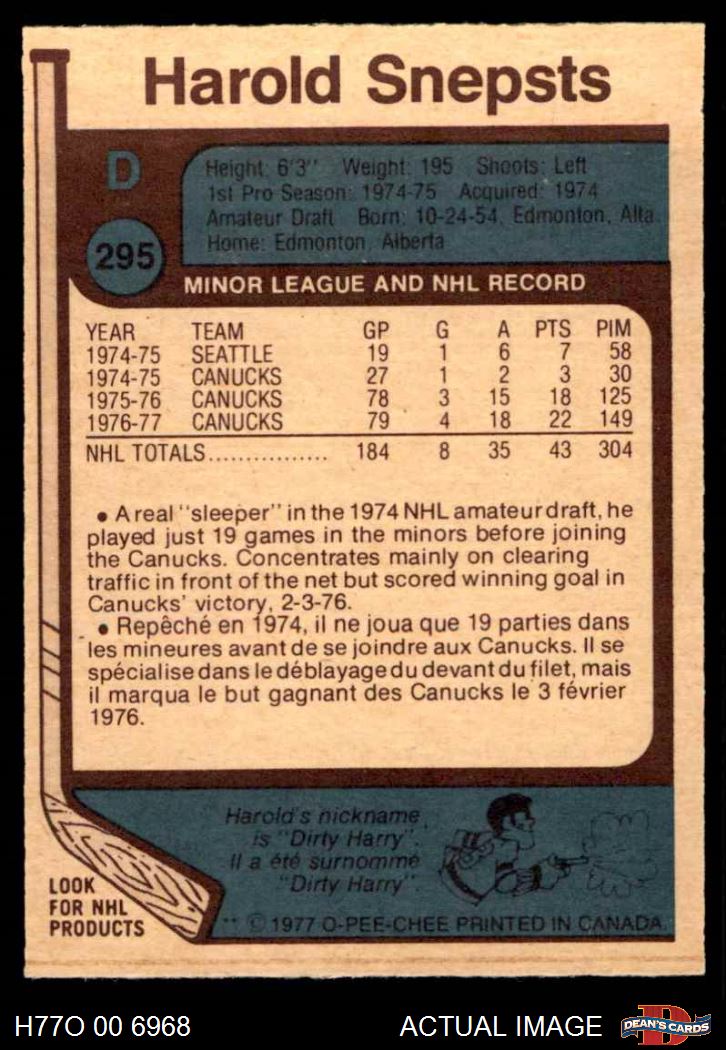 Harold Snepsts
D
Height: 6'3'' Weight: 195 Shoots: Left
1st Pro Season: 1974-75 Acquired: 1974
Amateur Draft Born: 10-24-54, Edmonton, Alta.
Home: Edmonton, Alberta
295
MINOR LEAGUE AND NHL RECORD
YEAR TEAM GP G A PTS PIM
1974-75 SEATTLE 19 1 6 7 58
1974-75 CANUCKS 27 1 2 3 30
1975-76 CANUCKS 78 3 15 18 125
1976-77 CANUCKS 79 4 18 22 149
NHL TOTALS................ 184 8 35 43 304
• A real ''sleeper'' in the 1974 NHL amateur draft, he
played just 19 games in the minors before joining
the Canucks. Concentrates mainly on clearing
traffic in front of the net but scored winning goal in
Canucks' victory, 2-3-76.
• Repêché en 1974, il ne joua que 19 parties dans
les mineures avant de se joindre aux Canucks. Il se
spécialise dans le déblayage du devant du filet, mais
il marqua le but gagnant des Canucks le 3 février
1976.
Harold's nickname
is "Dirty Harry".
Il a été surnommé
"Dirty Harry".
LOOK
FOR NHL
PRODUCTS
** © 1977 O-PEE-CHEE PRINTED IN CANADA
H77O 00 6968 ACTUAL IMAGE
D
DEAN'S CARDS